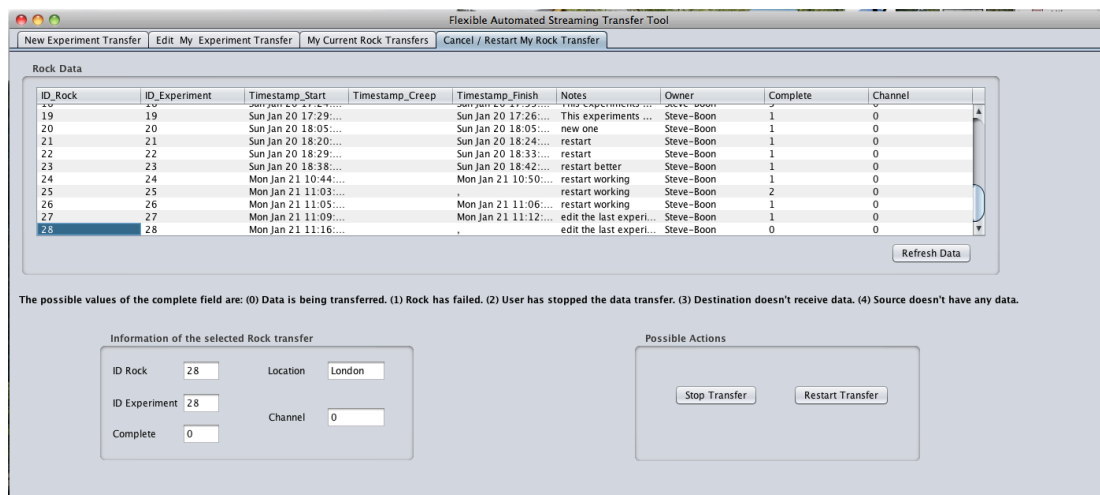 Flexible Automated Streaming Transfer Tool
New Experiment Transfer Edit My Experiment Transfer My Current Rock Transfers Cancel / Restart My Rock Transfer
Rock Data
ID_Rock ID_Experiment Timestamp_Start Timestamp_Creep Timestamp_Finish Notes Owner Complete Channel
19 19 Sun Jan 20 17:29:... Sun Jan 20 17:26:... This experiments ... Steve-Boon 1 0
20 20 Sun Jan 20 18:05:... Sun Jan 20 18:05:... new one Steve-Boon 1 0
21 21 Sun Jan 20 18:20:... Sun Jan 20 18:24:... restart Steve-Boon 1 0
22 22 Sun Jan 20 18:29:... Sun Jan 20 18:33:... restart Steve-Boon 1 0
23 23 Sun Jan 20 18:38:... Sun Jan 20 18:42:... restart better Steve-Boon 1 0
24 24 Mon Jan 21 10:44:... Mon Jan 21 10:50:... restart working Steve-Boon 1 0
25 25 Mon Jan 21 11:03:... , restart working Steve-Boon 2 0
26 26 Mon Jan 21 11:05:... Mon Jan 21 11:06:... restart working Steve-Boon 1 0
27 27 Mon Jan 21 11:09:... Mon Jan 21 11:12:... edit the last experi... Steve-Boon 1 0
28 28 Mon Jan 21 11:16:... , edit the last experi... Steve-Boon 0 0
Refresh Data
The possible values of the complete field are: (0) Data is being transferred. (1) Rock has failed. (2) User has stopped the data transfer. (3) Destination doesn't receive data. (4) Source doesn't have any data.
Information of the selected Rock transfer Possible Actions
ID Rock 28 Location London
Stop Transfer Restart Transfer
ID Experiment 28
Channel 0
Complete 0